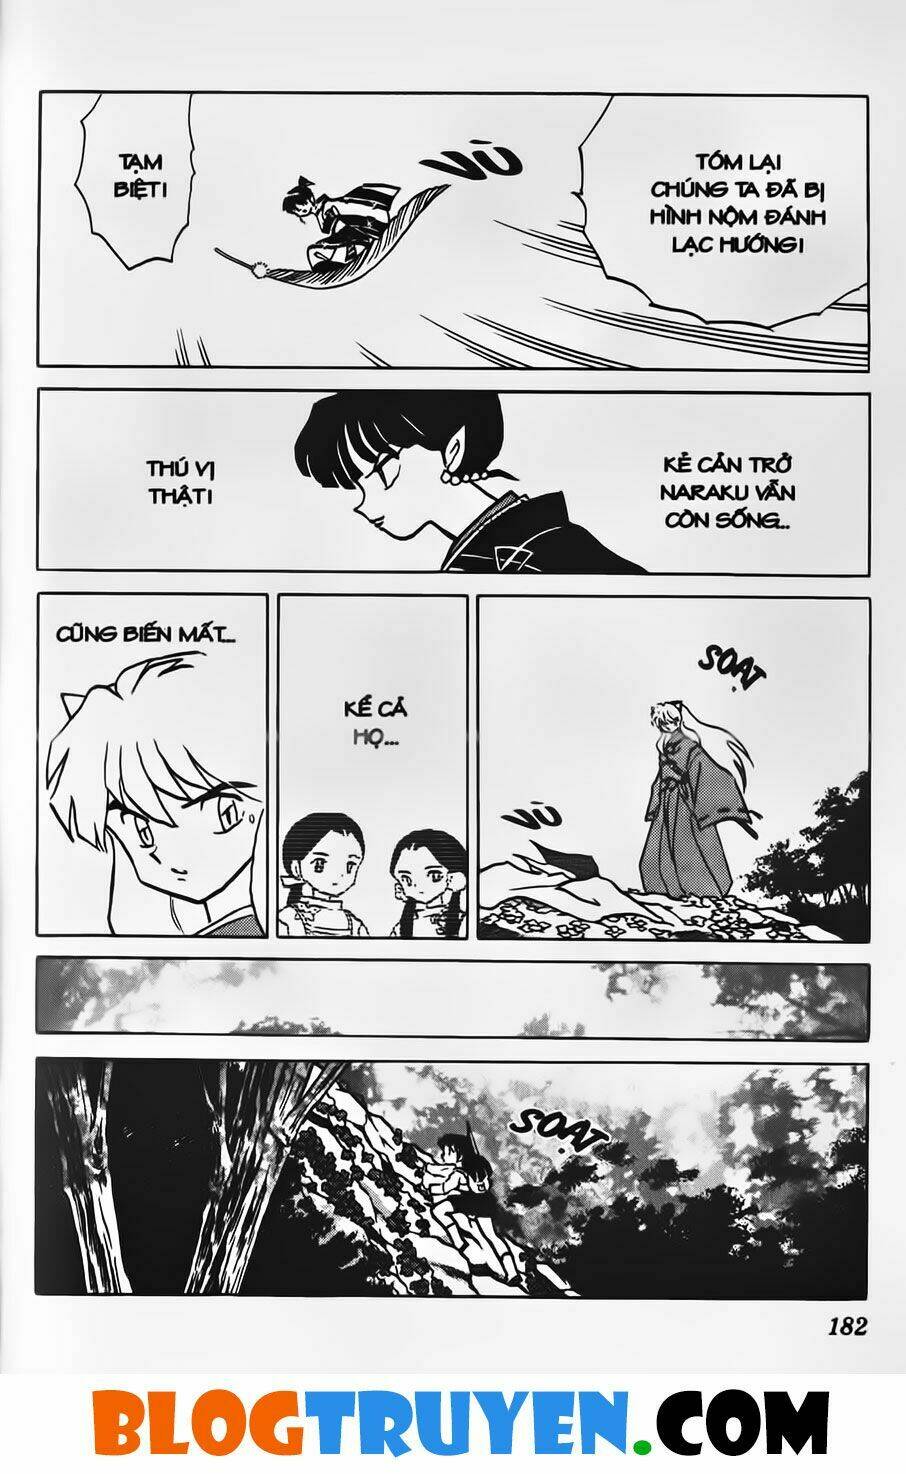 TÓM LẠI
CHÚNG TA ĐÃ BỊ
HÌNH NỘM ĐÁNH
LẠC HƯỚNG!
VÙ
TẠM
BIỆT!
KẺ CẢN TRỞ
NARAKU VẪN
CÒN SỐNG...
THÚ VỊ
THẬT!
SOẠT
VÙ
KỂ CẢ
HỌ...
CŨNG BIẾN MẤT...
SOẠT
182
BLOGTRUYEN.COM